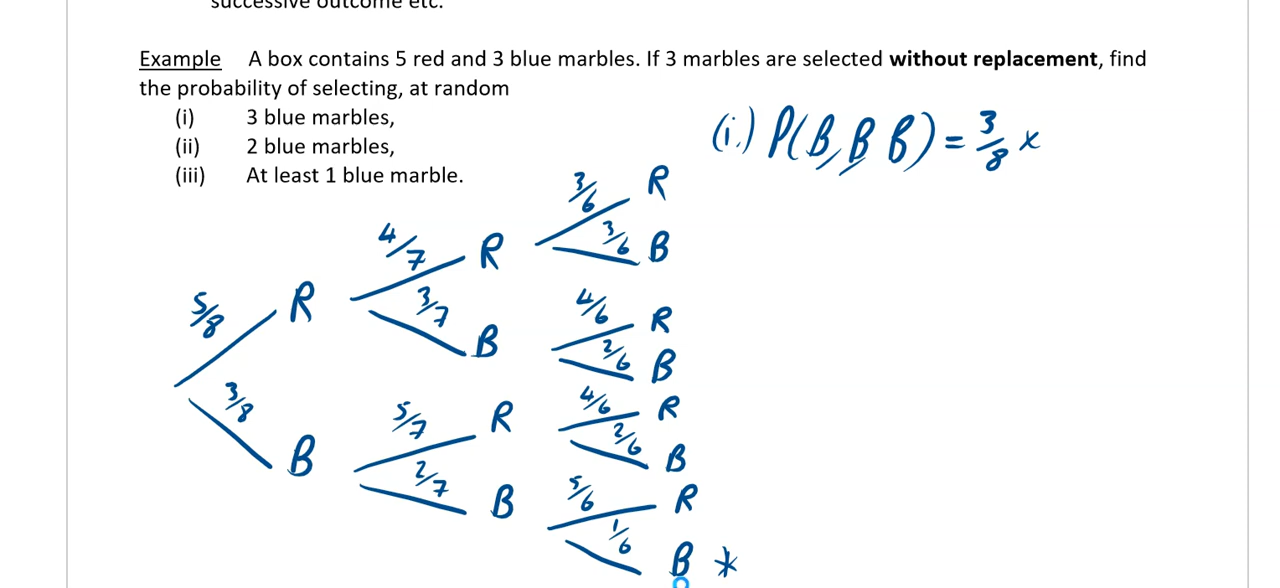 successive outcome etc.
Example A box contains 5 red and 3 blue marbles. If 3 marbles are selected without replacement, find
the probability of selecting, at random
(i) 3 blue marbles,
(ii) 2 blue marbles,
(iii) At least 1 blue marble.
(i.) P(B, B, B) = 3/8 ×
3/6 R
4/7 R
3/6 B
5/8 R
3/7 B
4/6 R
2/6 B
3/8 B
5/7 R
4/6 R
2/6 B
2/7 B
5/6 R
1/6 B *